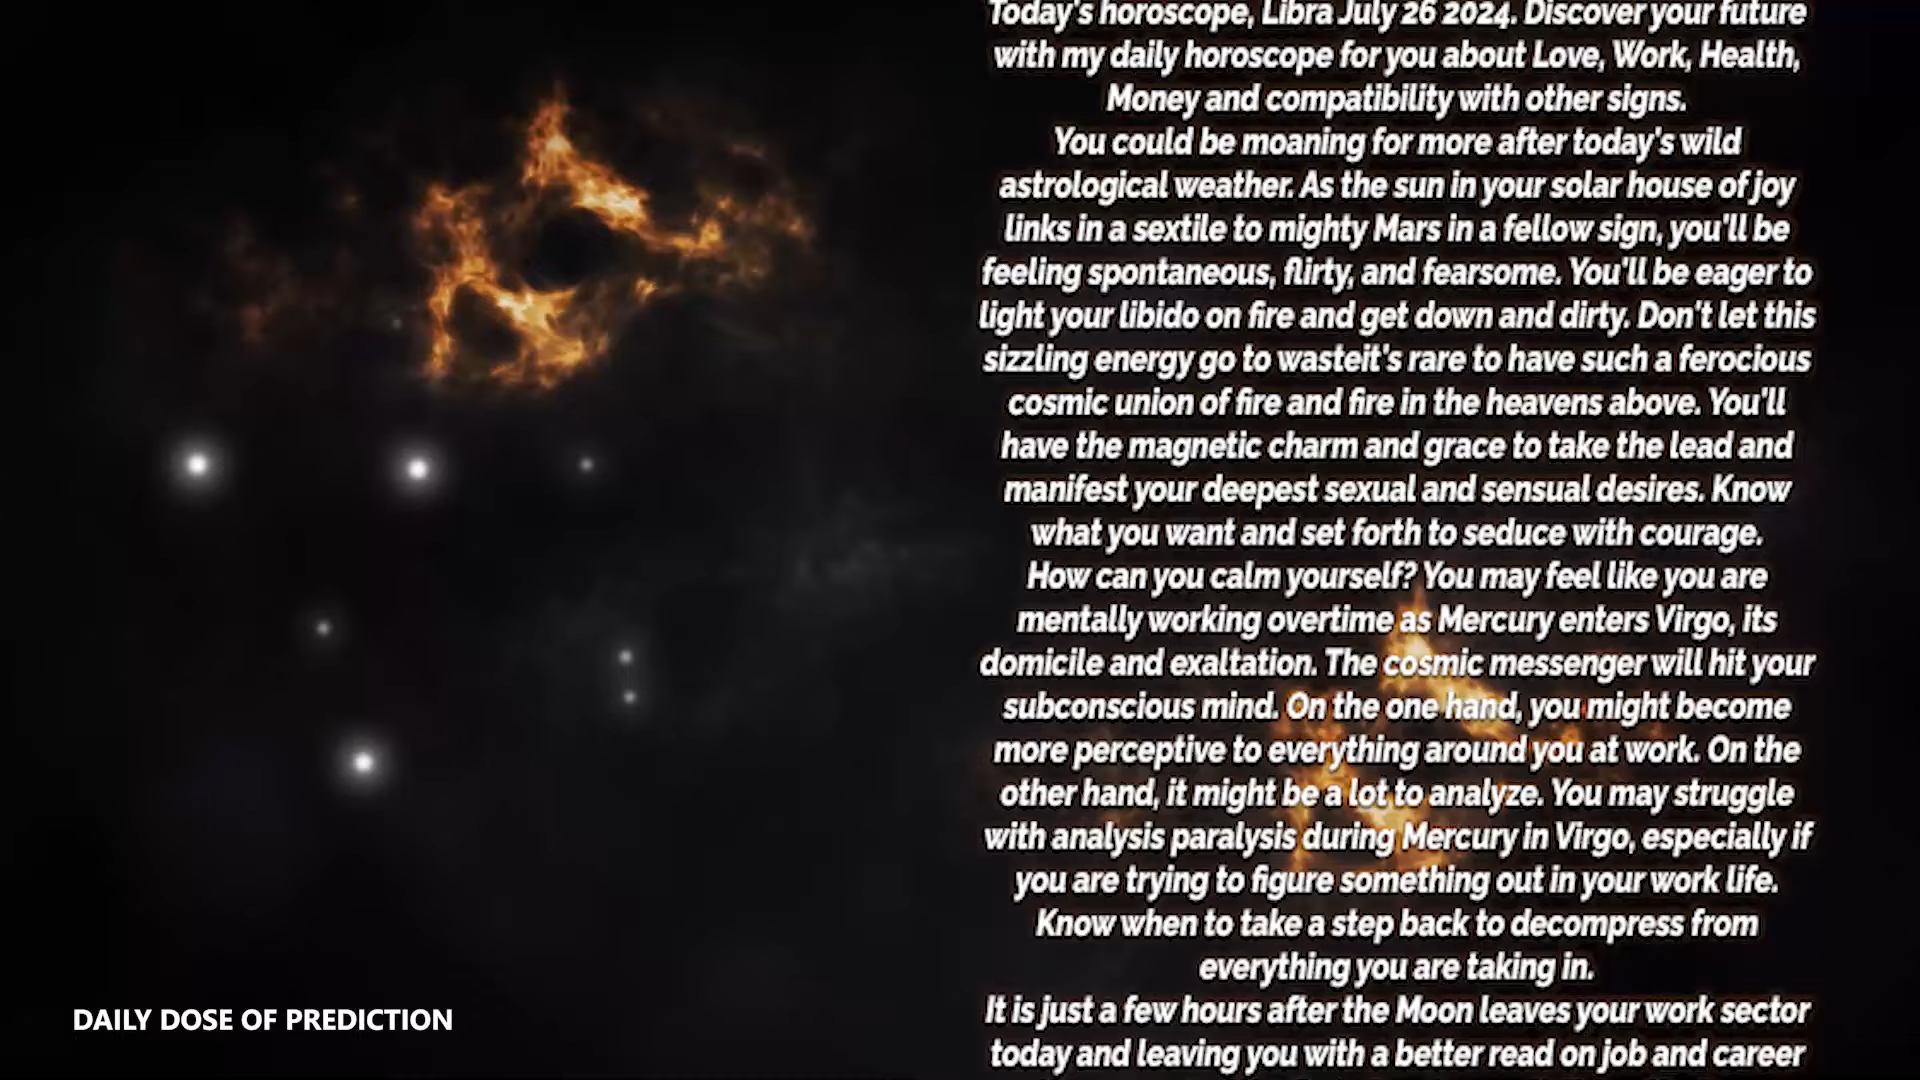 Today's horoscope, Libra July 26 2024. Discover your future
with my daily horoscope for you about Love, Work, Health,
Money and compatibility with other signs.
You could be moaning for more after today's wild
astrological weather. As the sun in your solar house of joy
links in a sextile to mighty Mars in a fellow sign, you'll be
feeling spontaneous, flirty, and fearsome. You'll be eager to
light your libido on fire and get down and dirty. Don't let this
sizzling energy go to wasteit's rare to have such a ferocious
cosmic union of fire and fire in the heavens above. You'll
have the magnetic charm and grace to take the lead and
manifest your deepest sexual and sensual desires. Know
what you want and set forth to seduce with courage.
How can you calm yourself? You may feel like you are
mentally working overtime as Mercury enters Virgo, its
domicile and exaltation. The cosmic messenger will hit your
subconscious mind. On the one hand, you might become
more perceptive to everything around you at work. On the
other hand, it might be a lot to analyze. You may struggle
with analysis paralysis during Mercury in Virgo, especially if
you are trying to figure something out in your work life.
Know when to take a step back to decompress from
everything you are taking in.
It is just a few hours after the Moon leaves your work sector
today and leaving you with a better read on job and career
DAILY DOSE OF PREDICTION